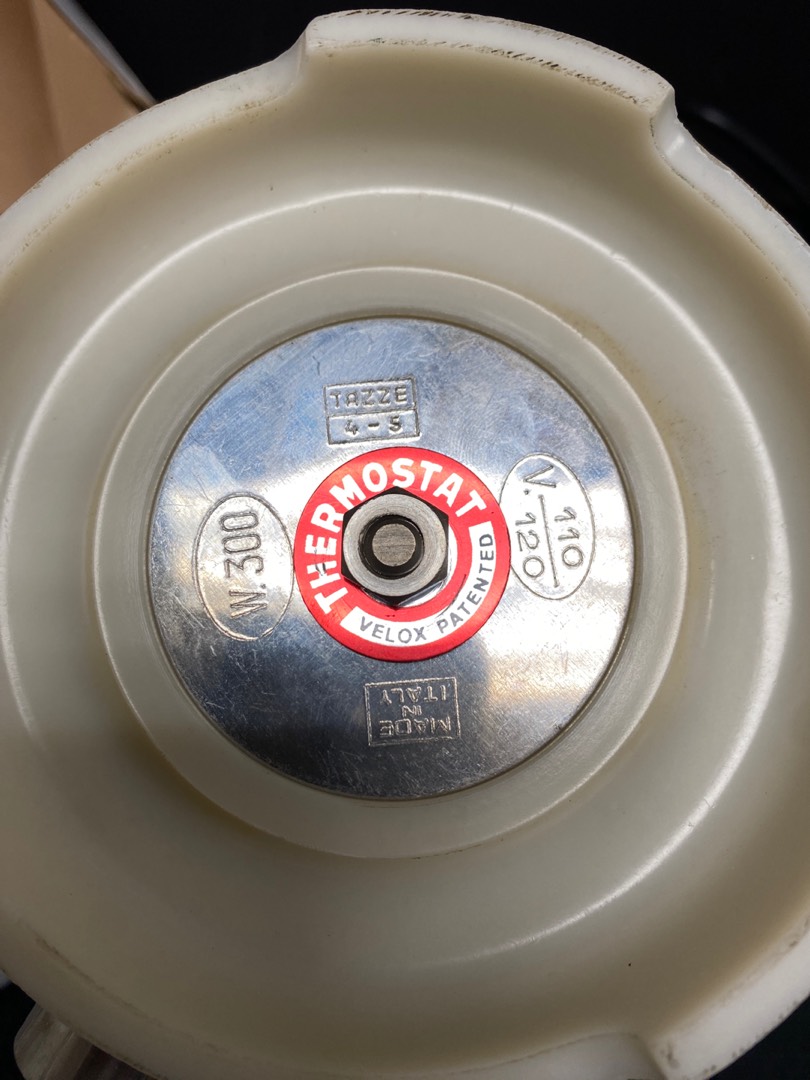 TAZZE
4-5
THERMOSTAT
VELOX PATENTED
W.300
V. 110
120
MADE
IN
ITALY